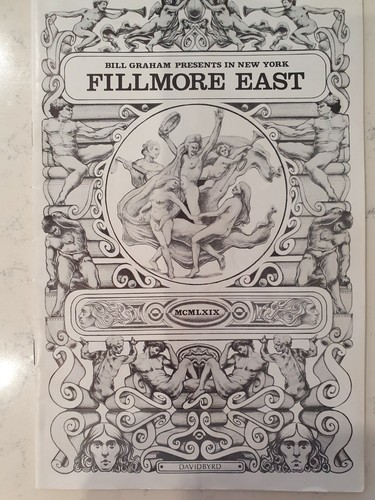 BILL GRAHAM PRESENTS IN NEW YORK
FILLMORE EAST
MCMLXIX
DAVIDBYRD